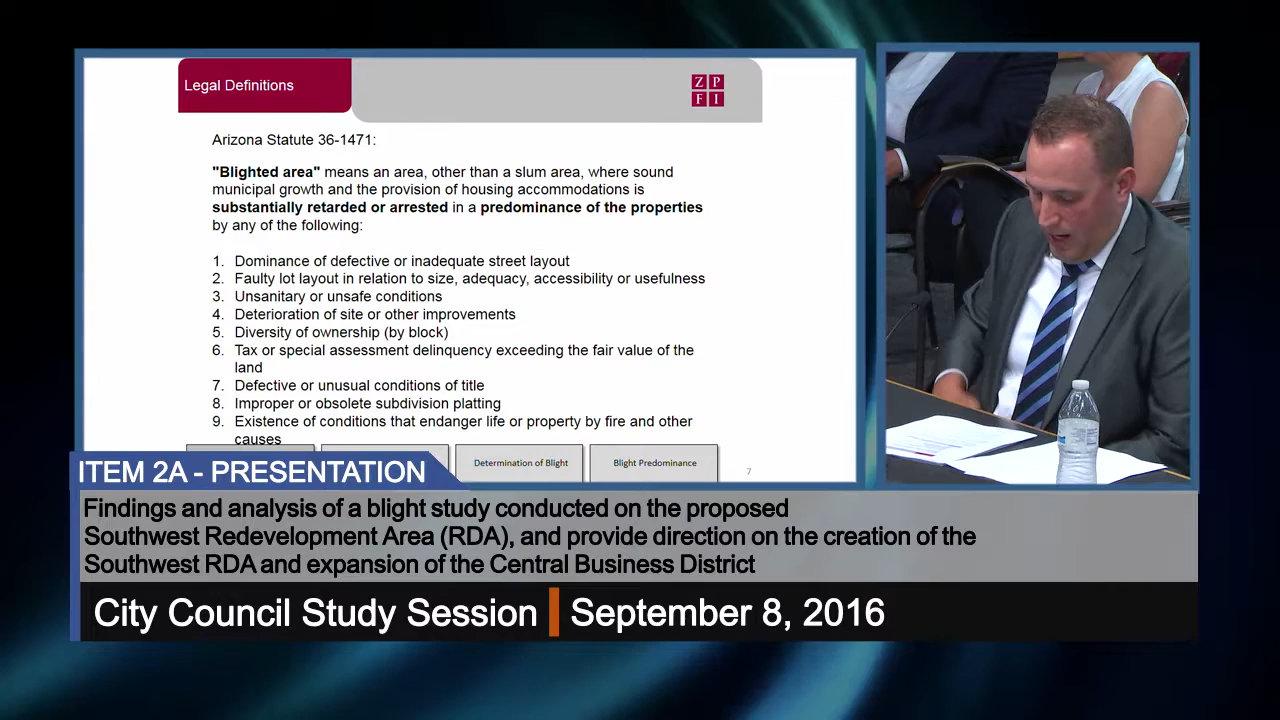 Legal Definitions
Z P
F I
Arizona Statute 36-1471:
"Blighted area" means an area, other than a slum area, where sound
municipal growth and the provision of housing accommodations is
substantially retarded or arrested in a predominance of the properties
by any of the following:
1. Dominance of defective or inadequate street layout
2. Faulty lot layout in relation to size, adequacy, accessibility or usefulness
3. Unsanitary or unsafe conditions
4. Deterioration of site or other improvements
5. Diversity of ownership (by block)
6. Tax or special assessment delinquency exceeding the fair value of the
land
7. Defective or unusual conditions of title
8. Improper or obsolete subdivision platting
9. Existence of conditions that endanger life or property by fire and other
causes
Determination of Blight
Blight Predominance
7
ITEM 2A - PRESENTATION
Findings and analysis of a blight study conducted on the proposed
Southwest Redevelopment Area (RDA), and provide direction on the creation of the
Southwest RDA and expansion of the Central Business District
City Council Study Session
September 8, 2016